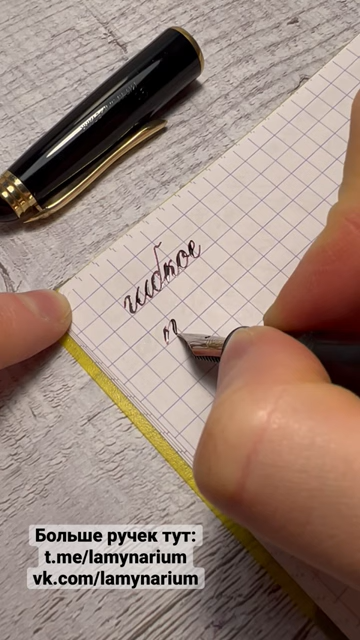 гибкое
п
Больше ручек тут:
t.me/lamynarium
vk.com/lamynarium